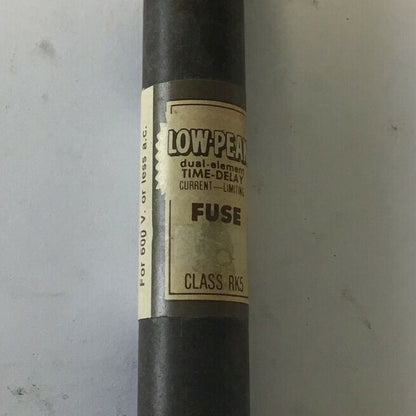 For 600 V. or less a.c.
LOW-PEAK
dual-element
TIME-DELAY
CURRENT—LIMITING
FUSE
CLASS RK5